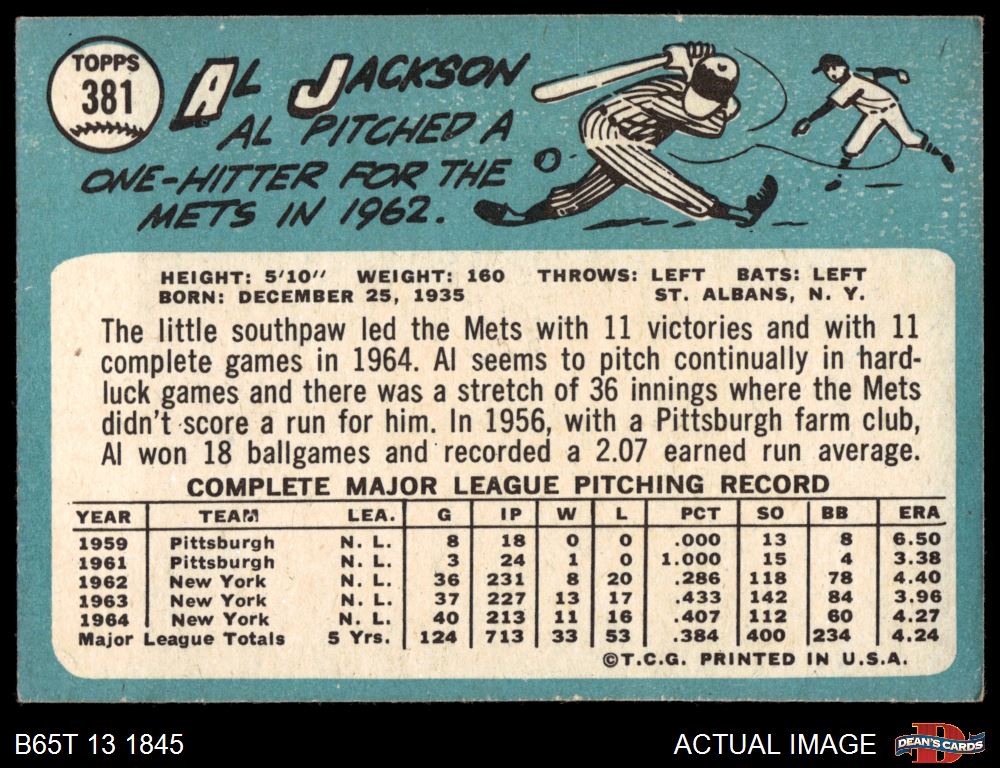 TOPPS
381
AL JACKSON
AL PITCHED A
ONE-HITTER FOR THE
METS IN 1962.
HEIGHT: 5'10" WEIGHT: 160 THROWS: LEFT BATS: LEFT
BORN: DECEMBER 25, 1935 ST. ALBANS, N. Y.
The little southpaw led the Mets with 11 victories and with 11
complete games in 1964. Al seems to pitch continually in hard-
luck games and there was a stretch of 36 innings where the Mets
didn't score a run for him. In 1956, with a Pittsburgh farm club,
Al won 18 ballgames and recorded a 2.07 earned run average.
COMPLETE MAJOR LEAGUE PITCHING RECORD
YEAR TEAM LEA. G IP W L PCT SO BB ERA
1959 Pittsburgh N. L. 8 18 0 0 .000 13 8 6.50
1961 Pittsburgh N. L. 3 24 1 0 1.000 15 4 3.38
1962 New York N. L. 36 231 8 20 .286 118 78 4.40
1963 New York N. L. 37 227 13 17 .433 142 84 3.96
1964 New York N. L. 40 213 11 16 .407 112 60 4.27
Major League Totals 5 Yrs. 124 713 33 53 .384 400 234 4.24
©T.C.G. PRINTED IN U.S.A.
B65T 13 1845 ACTUAL IMAGE
D
DEAN'S CARDS